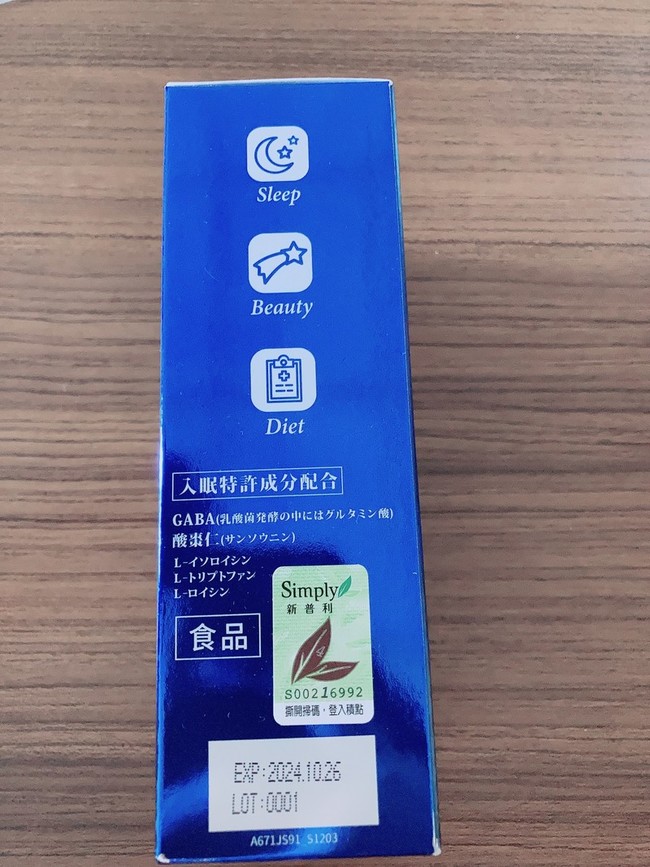 Sleep
Beauty
Diet
入眠特許成分配合
GABA(乳酸菌発酵の中にはグルタミン酸)
酸棗仁(サンソウニン)
L-イソロイシン
L-トリプトファン
L-ロイシン
食品
Simply
新普利
S00216992
撕開掃碼，登入積點
EXP:2024.10.26
LOT:0001
A671JS91 51203